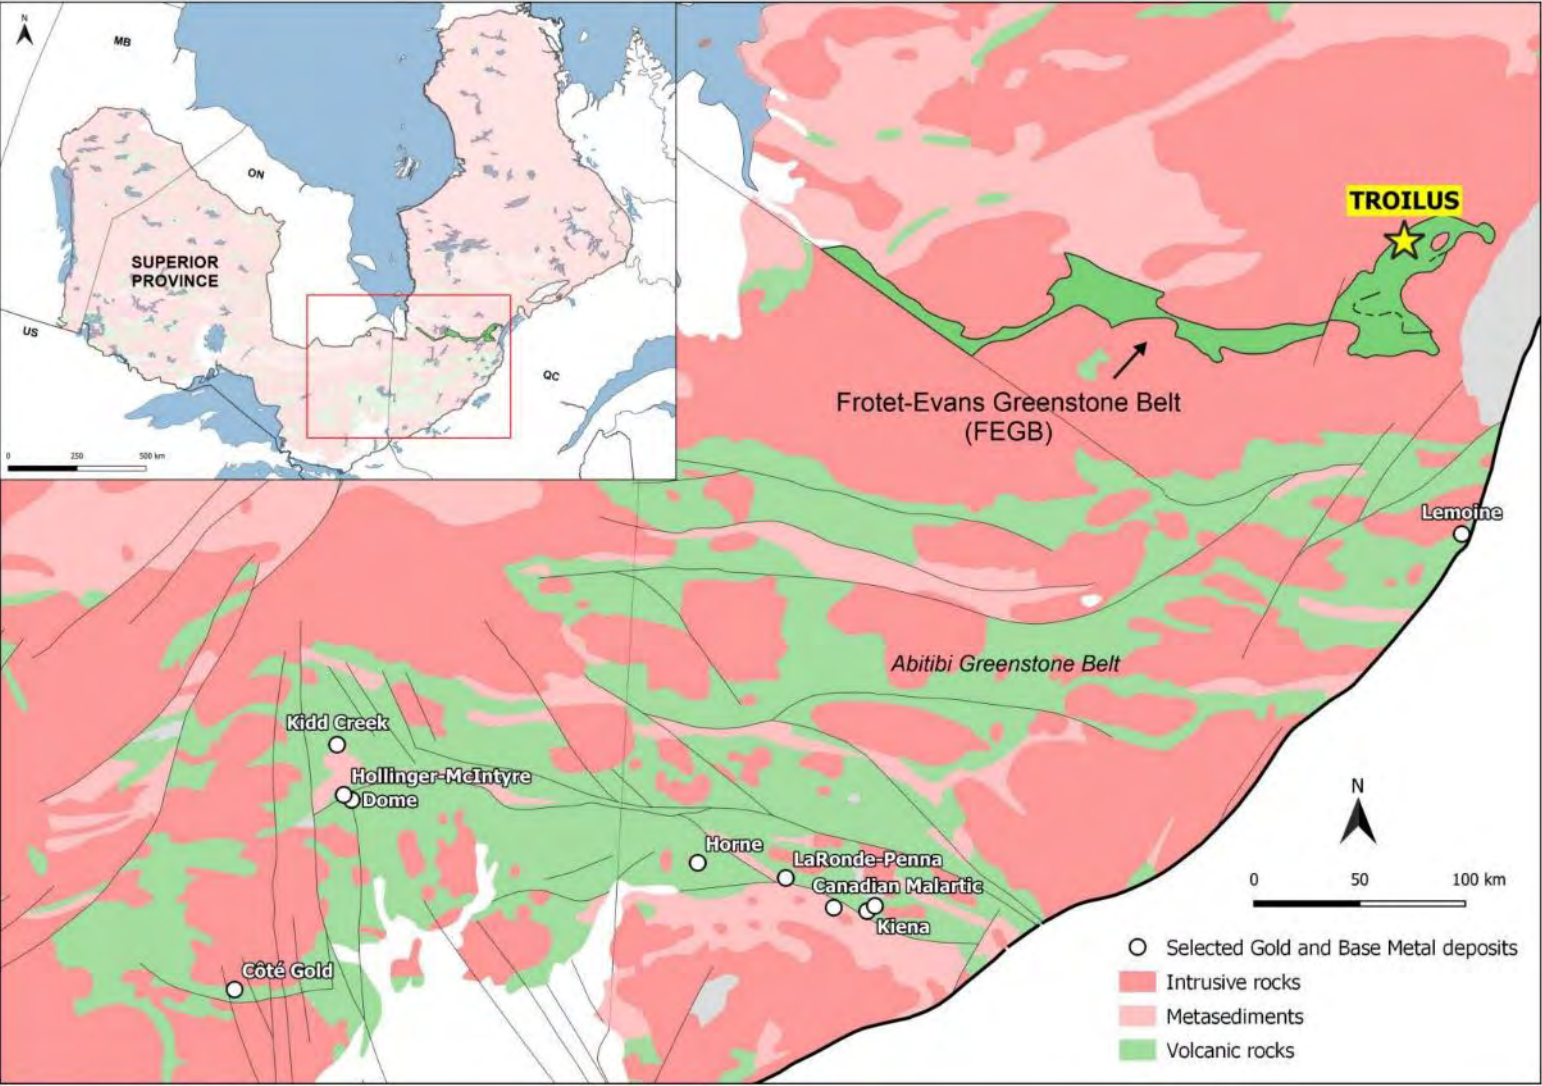 N
MB
ON
SUPERIOR
PROVINCE
US
QC
0 250 500 km
TROILUS
Frotet-Evans Greenstone Belt
(FEGB)
Lemoine
Abitibi Greenstone Belt
Kidd Creek
Hollinger-McIntyre
Dome
Horne
LaRonde-Penna
Canadian Malartic
Kiena
Côté Gold
N
0 50 100 km
Selected Gold and Base Metal deposits
Intrusive rocks
Metasediments
Volcanic rocks